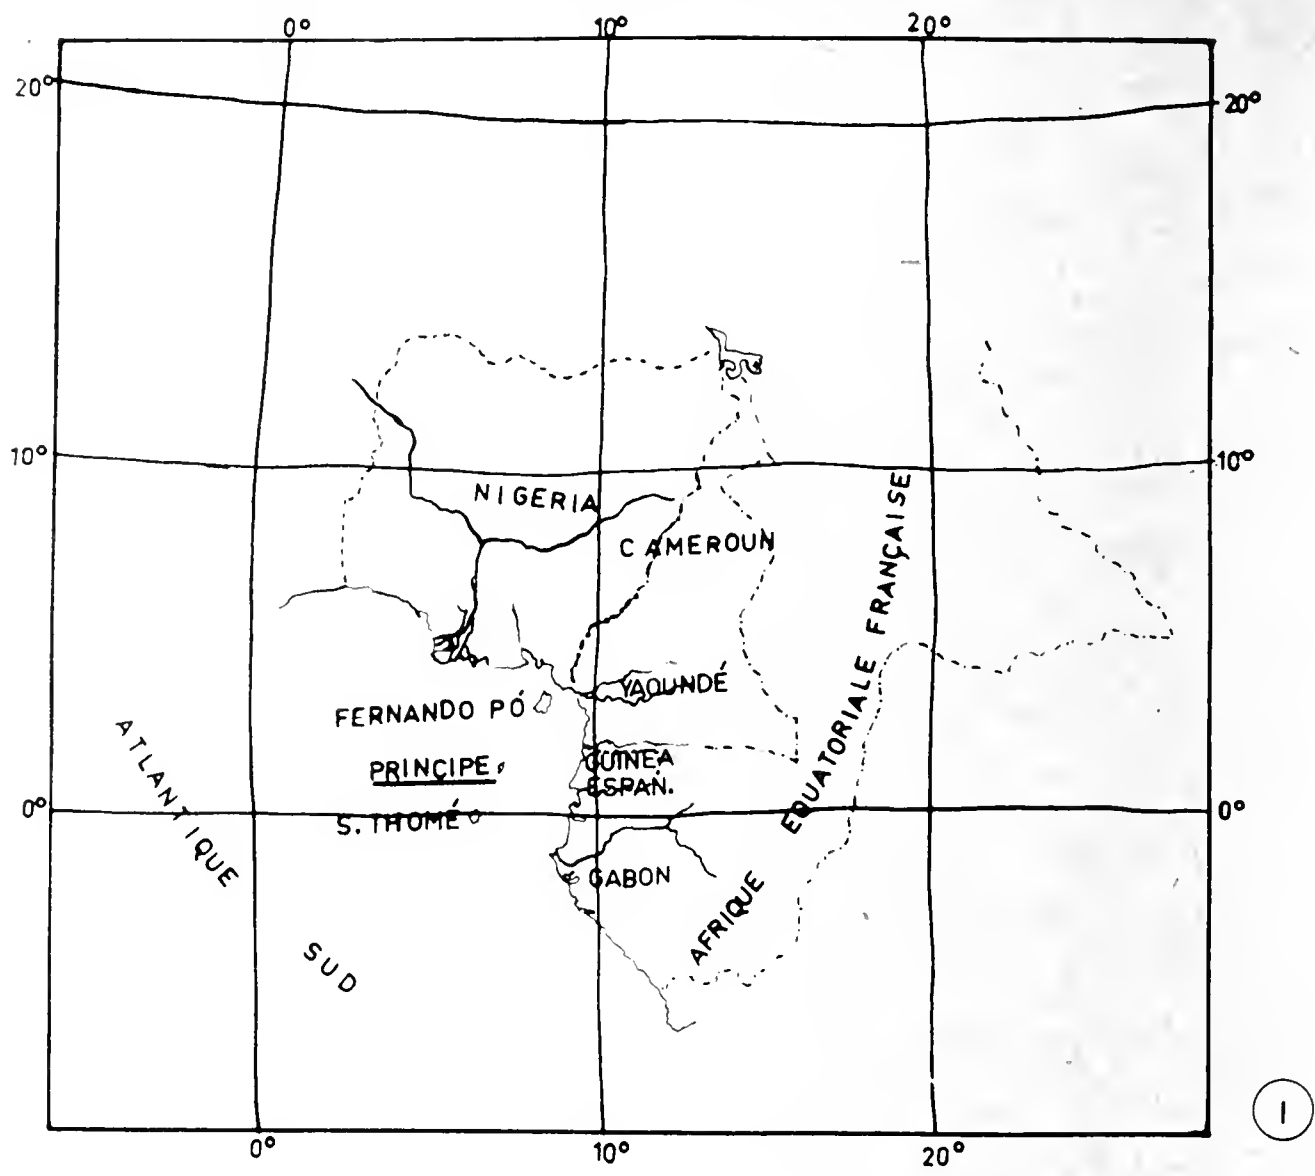 0° 10° 20°
20° 20°
10° 10°
NIGERIA
CAMEROUN
YAOUNDÉ
FERNANDO PÓ
PRINÇIPE
GUINEA
ESPAÑ.
S. THOMÉ
0° 0°
GABON
AFRIQUE EQUATORIALE FRANÇAISE
ATLANTIQUE
SUD
0° 10° 20°
1